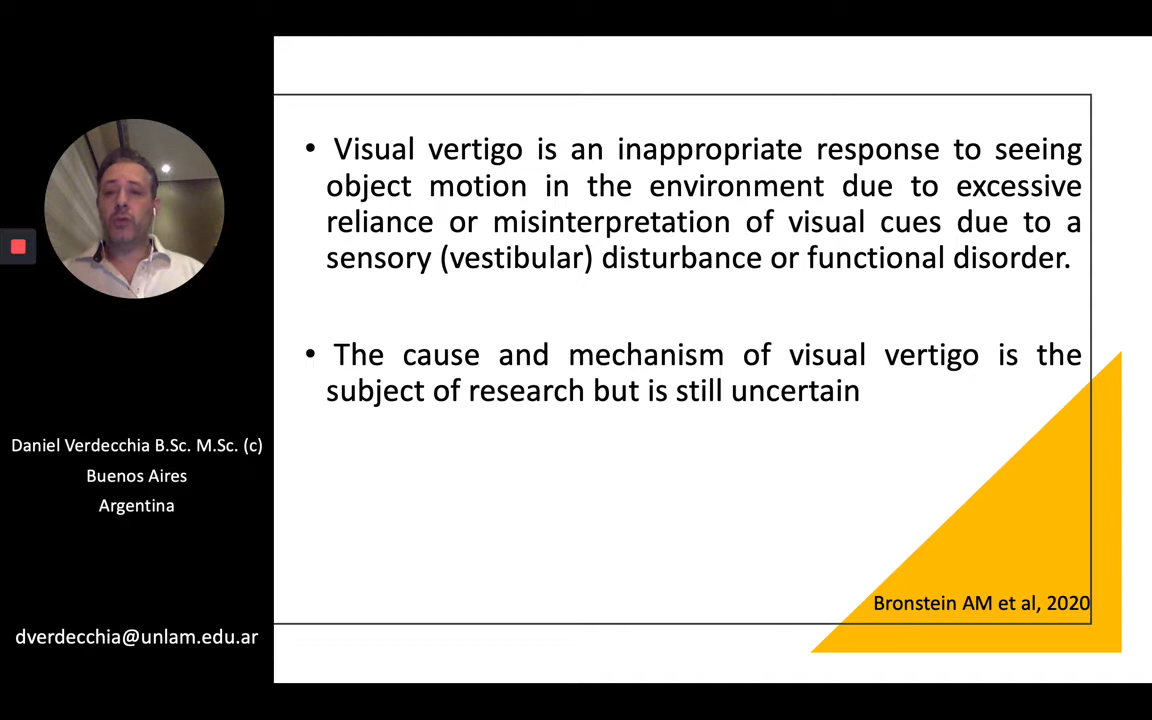 • Visual vertigo is an inappropriate response to seeing
object motion in the environment due to excessive
reliance or misinterpretation of visual cues due to a
sensory (vestibular) disturbance or functional disorder.
• The cause and mechanism of visual vertigo is the
subject of research but is still uncertain
Bronstein AM et al, 2020
Daniel Verdecchia B.Sc. M.Sc. (c)
Buenos Aires
Argentina
dverdecchia@unlam.edu.ar